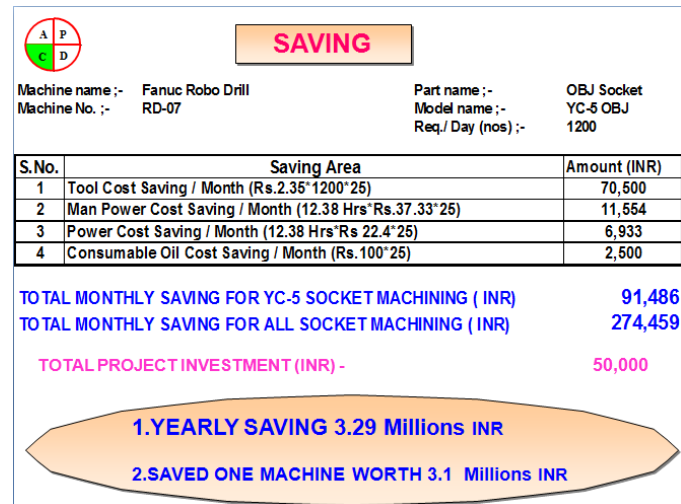 A P
C D
SAVING
Machine name ;- Fanuc Robo Drill Part name ;- OBJ Socket
Machine No. ;- RD-07 Model name ;- YC-5 OBJ
Req./ Day (nos) ;- 1200
S.No. Saving Area Amount (INR)
1 Tool Cost Saving / Month (Rs.2.35*1200*25) 70,500
2 Man Power Cost Saving / Month (12.38 Hrs*Rs.37.33*25) 11,554
3 Power Cost Saving / Month (12.38 Hrs*Rs 22.4*25) 6,933
4 Consumable Oil Cost Saving / Month (Rs.100*25) 2,500
TOTAL MONTHLY SAVING FOR YC-5 SOCKET MACHINING ( INR) 91,486
TOTAL MONTHLY SAVING FOR ALL SOCKET MACHINING ( INR) 274,459
TOTAL PROJECT INVESTMENT (INR) - 50,000
1.YEARLY SAVING 3.29 Millions INR
2.SAVED ONE MACHINE WORTH 3.1 Millions INR